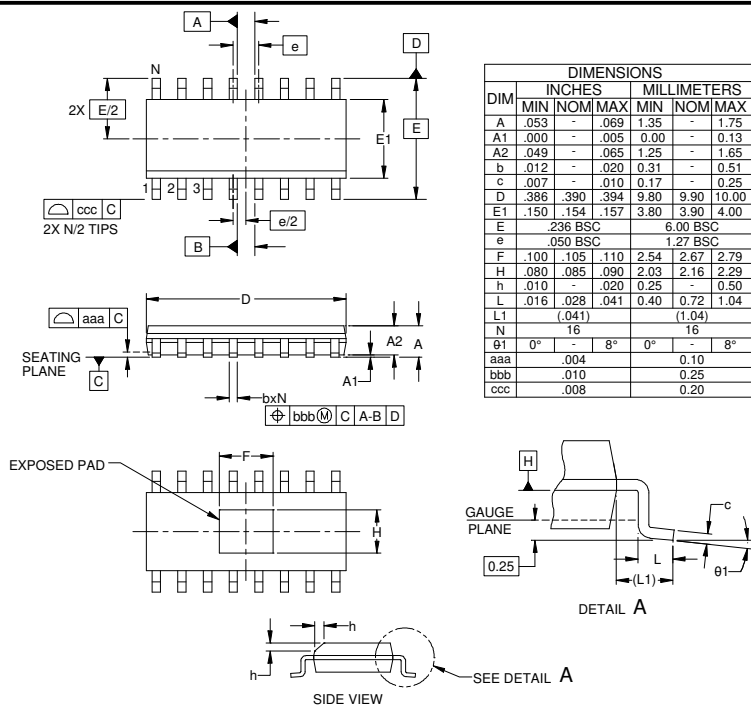 A
e
D
N
2X E/2
E1
E
1 2 3
ccc C
2X N/2 TIPS
e/2
B
D
aaa C
A2 A
SEATING
PLANE
C
A1
bxN
bbb Ⓜ C A-B D
EXPOSED PAD
F
H
h
h
SEE DETAIL A
SIDE VIEW
H
GAUGE
PLANE
0.25
c
L
(L1)
θ1
DETAIL A
DIMENSIONS
DIM INCHES MILLIMETERS
MIN NOM MAX MIN NOM MAX
A .053 - .069 1.35 - 1.75
A1 .000 - .005 0.00 - 0.13
A2 .049 - .065 1.25 - 1.65
b .012 - .020 0.31 - 0.51
c .007 - .010 0.17 - 0.25
D .386 .390 .394 9.80 9.90 10.00
E1 .150 .154 .157 3.80 3.90 4.00
E .236 BSC 6.00 BSC
e .050 BSC 1.27 BSC
F .100 .105 .110 2.54 2.67 2.79
H .080 .085 .090 2.03 2.16 2.29
h .010 - .020 0.25 - 0.50
L .016 .028 .041 0.40 0.72 1.04
L1 (.041) (1.04)
N 16 16
θ1 0° - 8° 0° - 8°
aaa .004 0.10
bbb .010 0.25
ccc .008 0.20